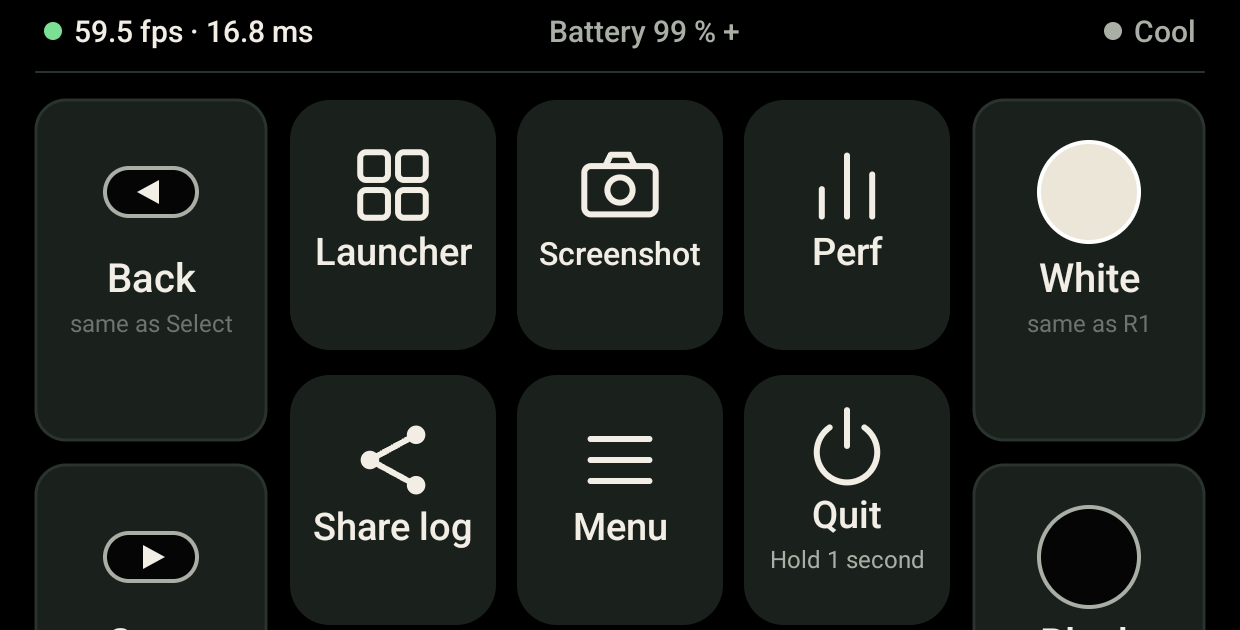 59.5 fps · 16.8 ms
Battery 99 % +
Cool
Back
same as Select
Launcher
Screenshot
Perf
White
same as R1
Share log
Menu
Quit
Hold 1 second